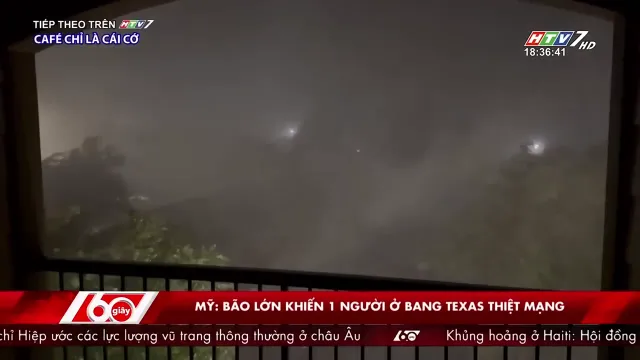 TIẾP THEO TRÊN HTV7
CAFÉ CHỈ LÀ CÁI CỚ
HTV7 HD
18:36:41
60 giây
MỸ: BÃO LỚN KHIẾN 1 NGƯỜI Ở BANG TEXAS THIỆT MẠNG
chỉ Hiệp ước các lực lượng vũ trang thông thường ở châu Âu 60 Khủng hoảng ở Haiti: Hội đồng